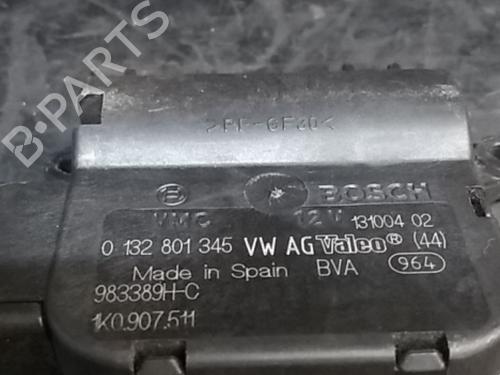 B-PARTS
>PP-GF30<
BOSCH
VMC 12V 131004 02
0 132 801 345 VW AG Valeo® (44)
Made in Spain BVA 964
983389H-C
1K0.907.511